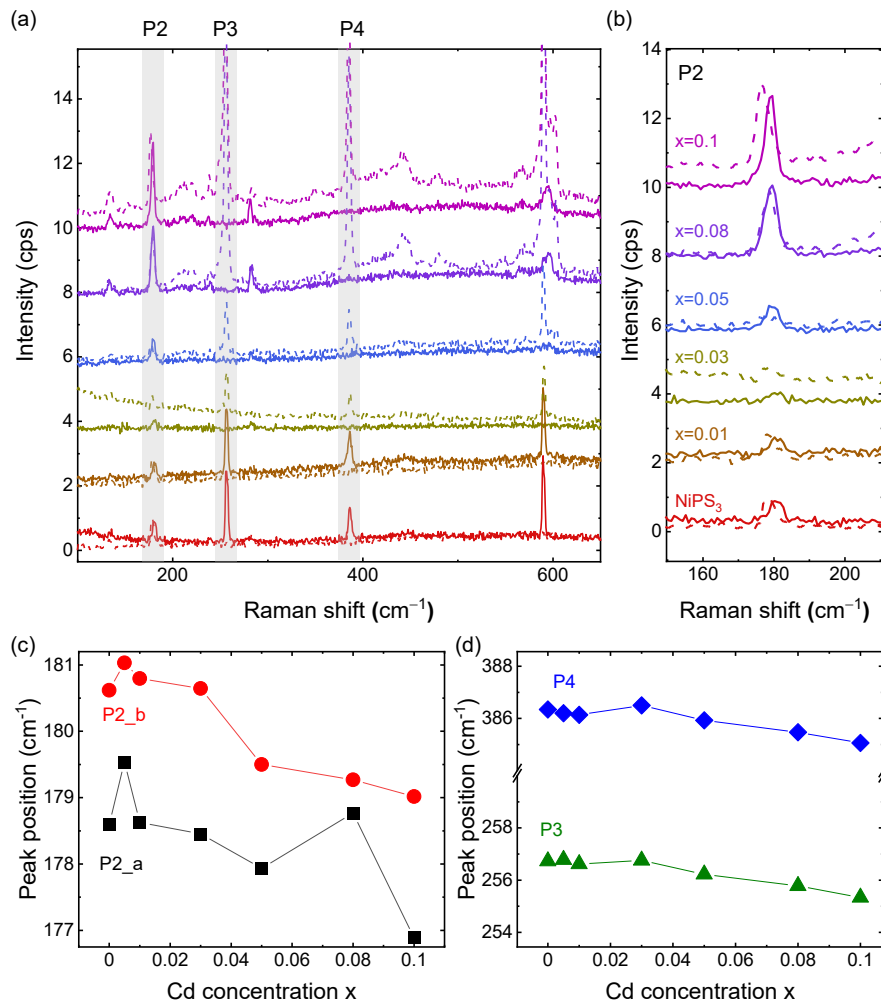 (a)
P2 P3 P4
14
12
10
8
6
4
2
0
Intensity (cps)
200 400 600
Raman shift (cm⁻¹)
(b)
P2
14
12
10
8
6
4
2
0
Intensity (cps)
x=0.1
x=0.08
x=0.05
x=0.03
x=0.01
NiPS₃
160 180 200
Raman shift (cm⁻¹)
(c)
181
180
179
178
177
Peak position (cm⁻¹)
P2_b
P2_a
0 0.02 0.04 0.06 0.08 0.1
Cd concentration x
(d)
388
386
258
256
254
Peak position (cm⁻¹)
P4
P3
0 0.02 0.04 0.06 0.08 0.1
Cd concentration x